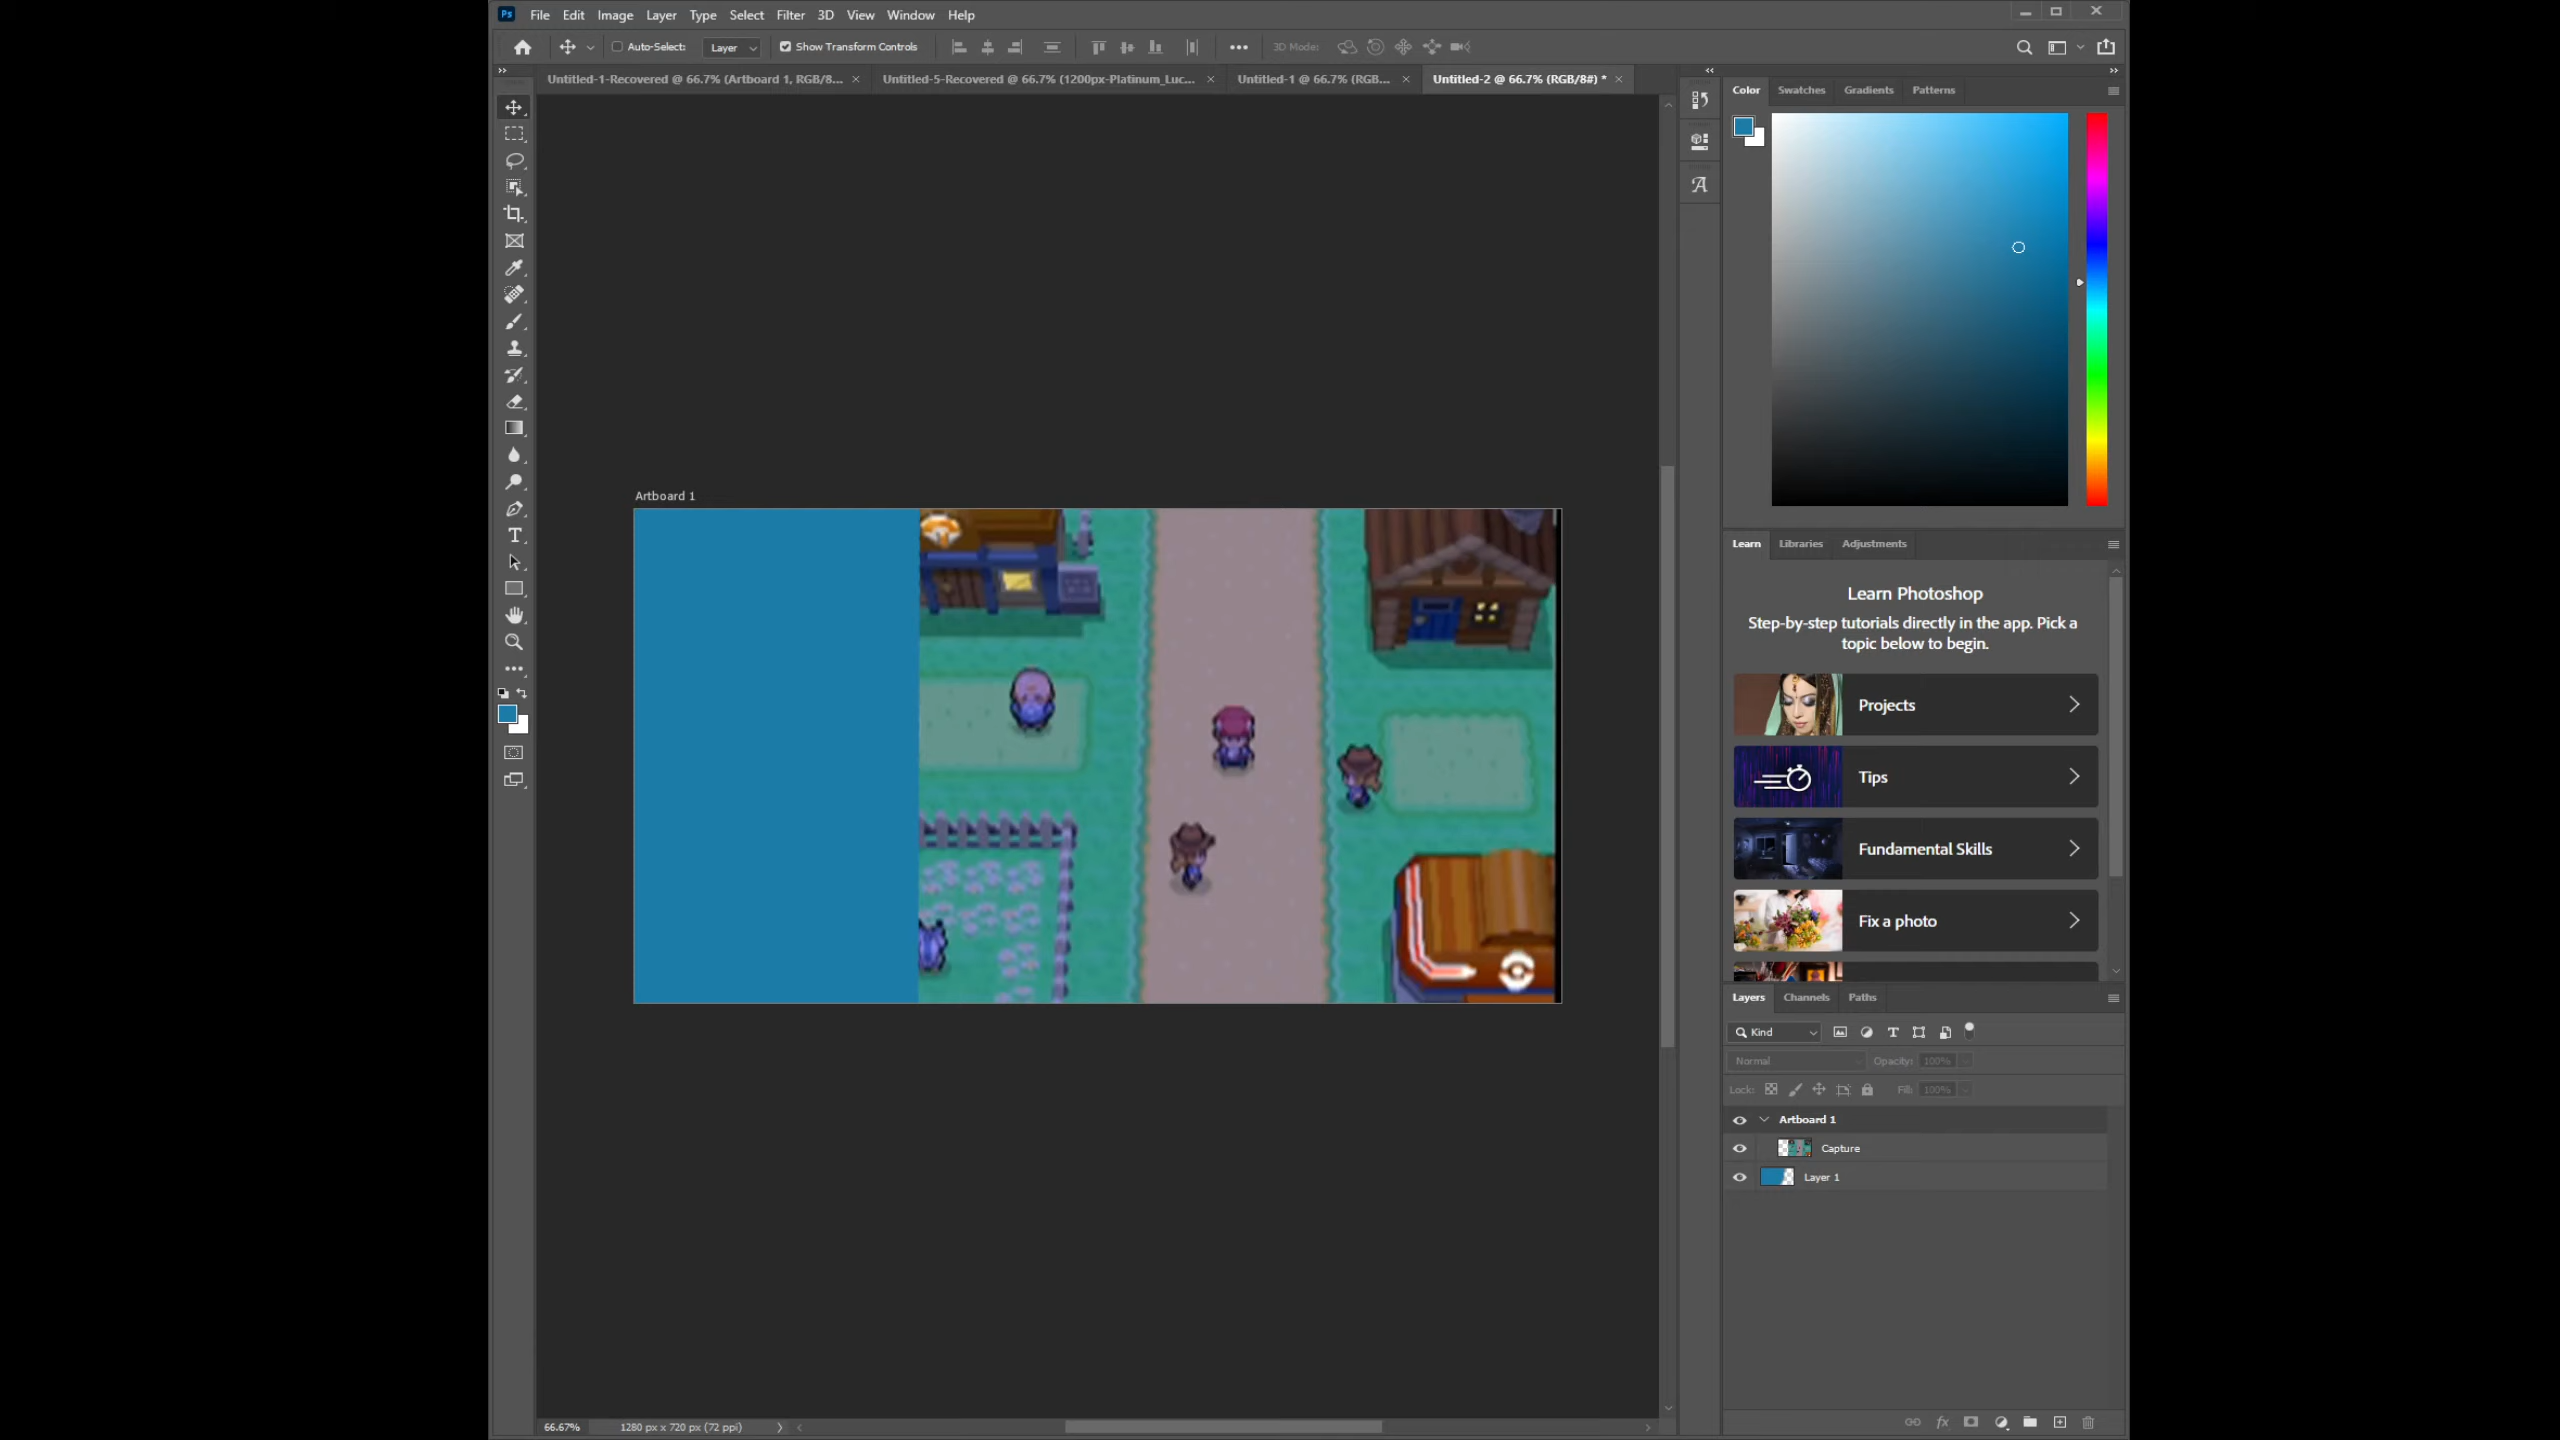 Ps File Edit Image Layer Type Select Filter 3D View Window Help
Auto-Select: Layer Show Transform Controls 3D Mode:
Untitled-1-Recovered @ 66.7% (Artboard 1, RGB/8... × Untitled-5-Recovered @ 66.7% (1200px-Platinum_Luc... × Untitled-1 @ 66.7% (RGB... × Untitled-2 @ 66.7% (RGB/8#) * ×
Color Swatches Gradients Patterns
Artboard 1
Learn Libraries Adjustments
Learn Photoshop
Step-by-step tutorials directly in the app. Pick a
topic below to begin.
Projects
Tips
Fundamental Skills
Fix a photo
Layers Channels Paths
Kind
Normal Opacity: 100%
Lock: Fill: 100%
Artboard 1
Capture
Layer 1
fx
66.67% 1280 px x 720 px (72 ppi)